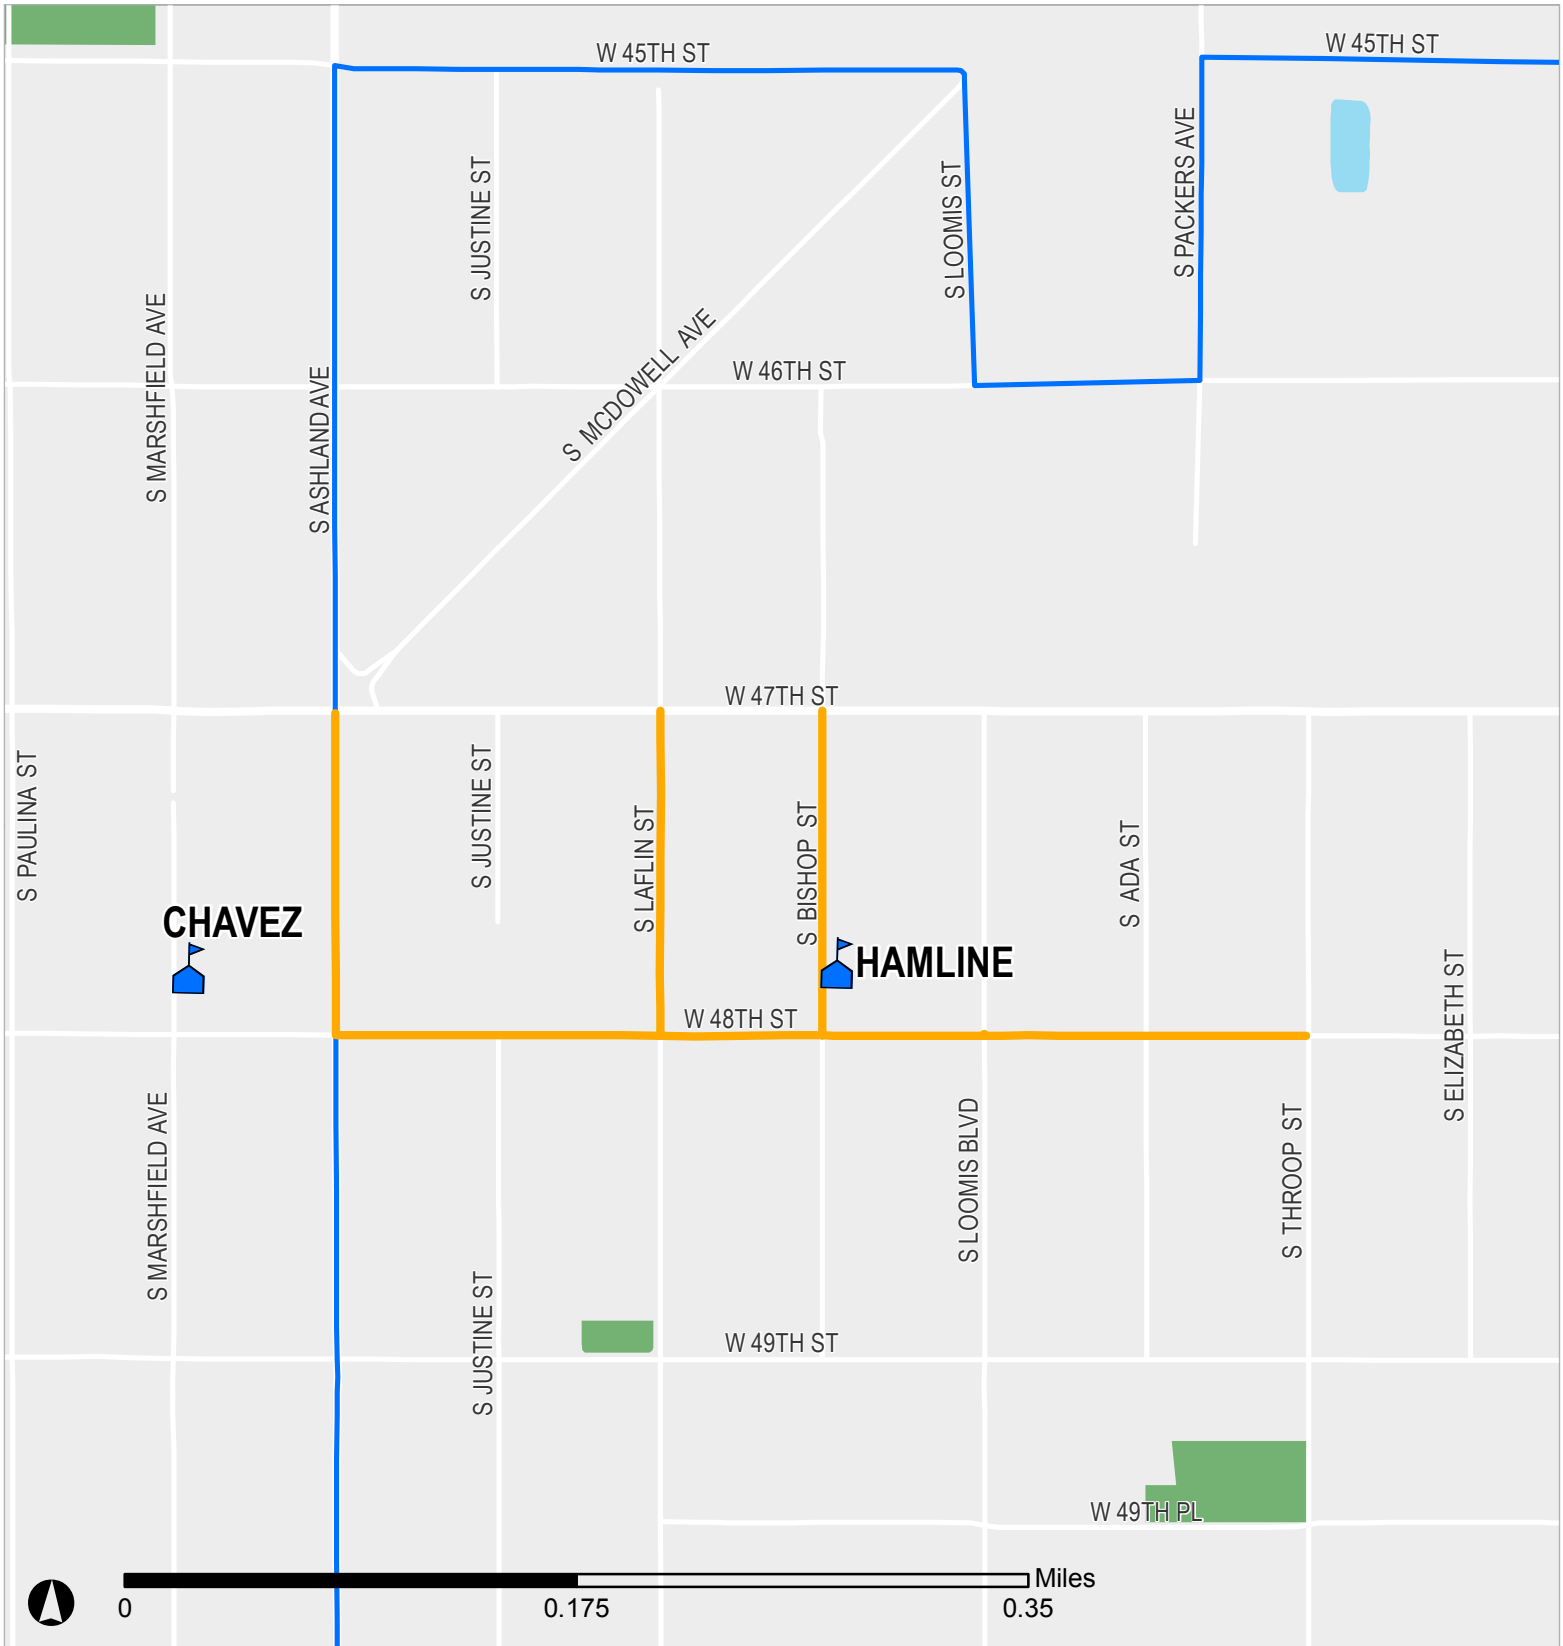 W 45TH ST
W 45TH ST
S JUSTINE ST
S LOOMIS ST
S PACKERS AVE
S MARSHFIELD AVE
S ASHLAND AVE
S MCDOWELL AVE
W 46TH ST
W 47TH ST
S PAULINA ST
S JUSTINE ST
S LAFLIN ST
S BISHOP ST
S ADA ST
CHAVEZ
HAMLINE
W 48TH ST
S ELIZABETH ST
S MARSHFIELD AVE
S LOOMIS BLVD
S THROOP ST
S JUSTINE ST
W 49TH ST
W 49TH PL
Miles
0
0.175
0.35